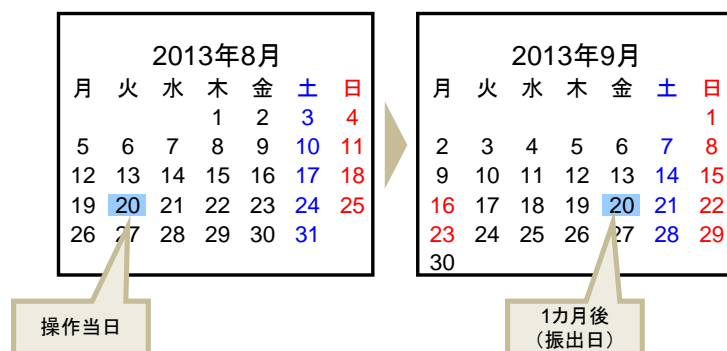 2013年8月
月 火 水 木 金 土 日
1 2 3 4
5 6 7 8 9 10 11
12 13 14 15 16 17 18
19 20 21 22 23 24 25
26 27 28 29 30 31
操作当日
2013年9月
月 火 水 木 金 土 日
1
2 3 4 5 6 7 8
9 10 11 12 13 14 15
16 17 18 19 20 21 22
23 24 25 26 27 28 29
30
1カ月後
（振出日）